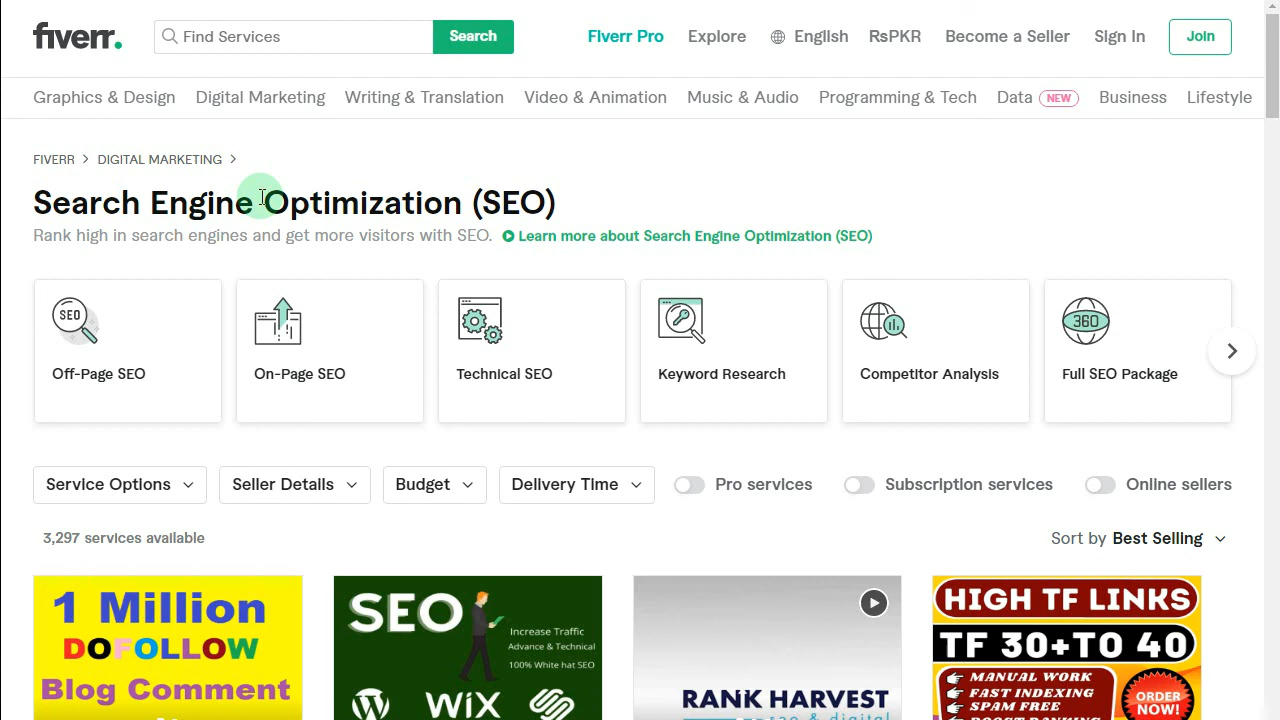 fiverr.
Find Services
Search
Fiverr Pro
Explore
English
RsPKR
Become a Seller
Sign In
Join
Graphics & Design
Digital Marketing
Writing & Translation
Video & Animation
Music & Audio
Programming & Tech
Data NEW
Business
Lifestyle
FIVERR > DIGITAL MARKETING >
Search Engine Optimization (SEO)
Rank high in search engines and get more visitors with SEO. Learn more about Search Engine Optimization (SEO)
SEO
360
Off-Page SEO
On-Page SEO
Technical SEO
Keyword Research
Competitor Analysis
Full SEO Package
Service Options
Seller Details
Budget
Delivery Time
Pro services
Subscription services
Online sellers
3,297 services available
Sort by Best Selling
1 Million
DOFOLLOW
Blog Comment
SEO
Increase Traffic
Advance & Technical
100% White hat SEO
WiX
RANK HARVEST
seo & digital
HIGH TF LINKS
TF 30+TO 40
MANUAL WORK
FAST INDEXING
SPAM FREE
BOOST RANKING
ORDER
NOW!